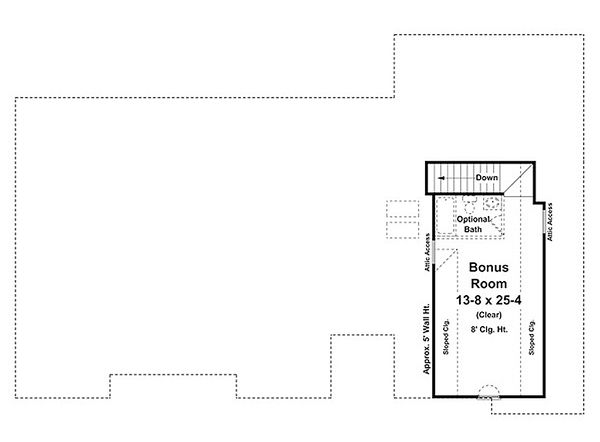 Down
Attic Access
Optional
Bath
Attic Access
Bonus
Room
13-8 x 25-4
(Clear)
8' Clg. Ht.
Approx. 5' Wall Ht.
Sloped Clg.
Sloped Clg.